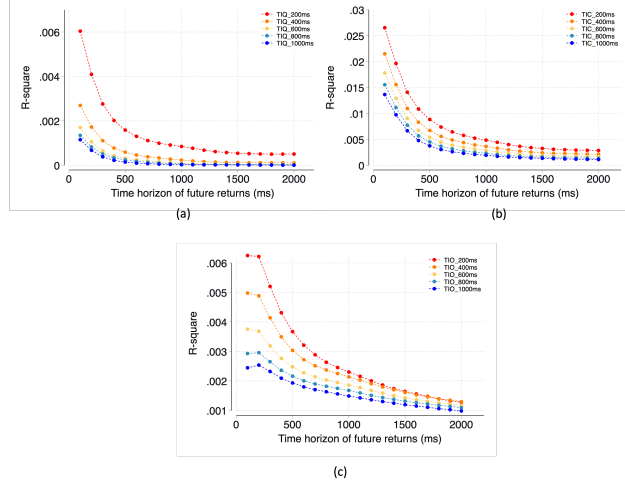 .006
.004
.002
0
R-square
TIQ_200ms
TIQ_400ms
TIQ_600ms
TIQ_800ms
TIQ_1000ms
0 500 1000 1500 2000
Time horizon of future returns (ms)
(a)
.03
.025
.02
.015
.01
.005
0
R-square
TIC_200ms
TIC_400ms
TIC_600ms
TIC_800ms
TIC_1000ms
0 500 1000 1500 2000
Time horizon of future returns (ms)
(b)
.006
.005
.004
.003
.002
.001
R-square
TIO_200ms
TIO_400ms
TIO_600ms
TIO_800ms
TIO_1000ms
0 500 1000 1500 2000
Time horizon of future returns (ms)
(c)